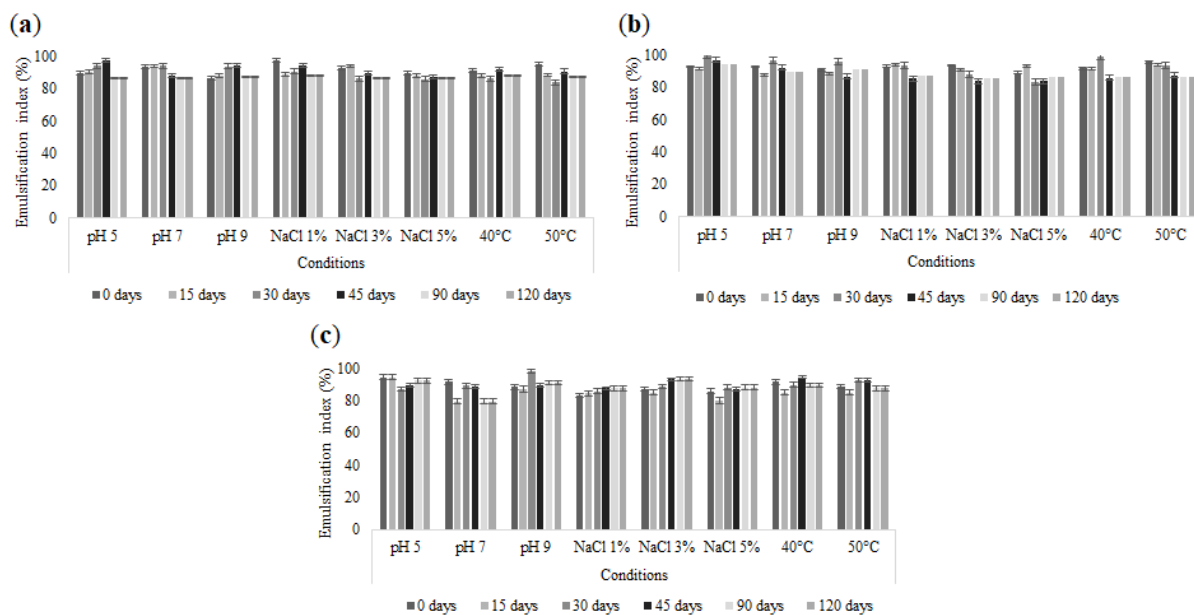 (a)
Emulsification index (%)
100
80
60
40
20
0
pH 5 pH 7 pH 9 NaCl 1% NaCl 3% NaCl 5% 40°C 50°C
Conditions
0 days 15 days 30 days 45 days 90 days 120 days
(b)
Emulsification index (%)
100
80
60
40
20
0
pH 5 pH 7 pH 9 NaCl 1% NaCl 3% NaCl 5% 40°C 50°C
Conditions
0 days 15 days 30 days 45 days 90 days 120 days
(c)
Emulsification index (%)
100
80
60
40
20
0
pH 5 pH 7 pH 9 NaCl 1% NaCl 3% NaCl 5% 40°C 50°C
Conditions
0 days 15 days 30 days 45 days 90 days 120 days